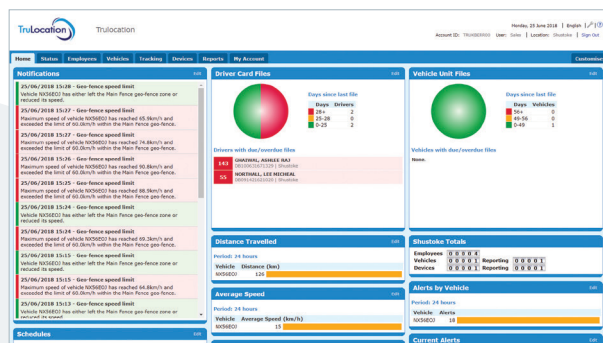 TruLocation
Trulocation
Monday, 25 June 2018 | English |
Account ID: User: Sales | Location: Shustoke | Sign Out
Home Status Employees Vehicles Tracking Devices Reports My Account
Customise
Notifications Edit
25/06/2018 15:28 - Geo-fence speed limit
Vehicle NX56EOJ has either left the Main Fence geo-fence zone or
reduced its speed.
25/06/2018 15:27 - Geo-fence speed limit
Maximum speed of vehicle NX56EOJ has reached 65.9km/h and
exceeded the limit of 60.0km/h within the Main Fence geo-fence.
25/06/2018 15:27 - Geo-fence speed limit
Maximum speed of vehicle NX56EOJ has reached 74.8km/h and
exceeded the limit of 60.0km/h within the Main Fence geo-fence.
25/06/2018 15:26 - Geo-fence speed limit
Maximum speed of vehicle NX56EOJ has reached 90.8km/h and
exceeded the limit of 60.0km/h within the Main Fence geo-fence.
25/06/2018 15:25 - Geo-fence speed limit
Maximum speed of vehicle NX56EOJ has reached 88.9km/h and
exceeded the limit of 60.0km/h within the Main Fence geo-fence.
25/06/2018 15:24 - Geo-fence speed limit
Vehicle NX56EOJ has either left the Main Fence geo-fence zone or
reduced its speed.
25/06/2018 15:24 - Geo-fence speed limit
Maximum speed of vehicle NX56EOJ has reached 69.3km/h and
exceeded the limit of 60.0km/h within the Main Fence geo-fence.
25/06/2018 15:15 - Geo-fence speed limit
Vehicle NX56EOJ has either left the Main Fence geo-fence zone or
reduced its speed.
25/06/2018 15:15 - Geo-fence speed limit
Maximum speed of vehicle NX56EOJ has reached 64.8km/h and
exceeded the limit of 60.0km/h within the Main Fence geo-fence.
25/06/2018 15:13 - Geo-fence speed limit
Vehicle NX56EOJ has either left the Main Fence geo-fence zone or
reduced its speed.
Schedules Edit
Driver Card Files Edit
Days since last file
Days Drivers
28+ 2
25-28 0
0-25 2
Drivers with due/overdue files
143 GHAIWAL, ASHLEE RAJ
| Shustoke
55 NORTHALL, LEE MICHEAL
| Shustoke
Distance Travelled Edit
Period: 24 hours
Vehicle Distance (km)
NX56EOJ 126
Average Speed Edit
Period: 24 hours
Vehicle Average Speed (km/h)
NX56EOJ 15
Vehicle Unit Files Edit
Days since last file
Days Vehicles
56+ 0
49-56 0
0-49 1
Vehicles with due/overdue files
None.
Shustoke Totals Edit
Employees 0 0 0 0 4
Vehicles 0 0 0 0 1 Reporting 0 0 0 0 1
Devices 0 0 0 0 1 Reporting 0 0 0 0 1
Alerts by Vehicle Edit
Period: 24 hours
Vehicle Alerts
NX56EOJ 18
Current Alerts Edit